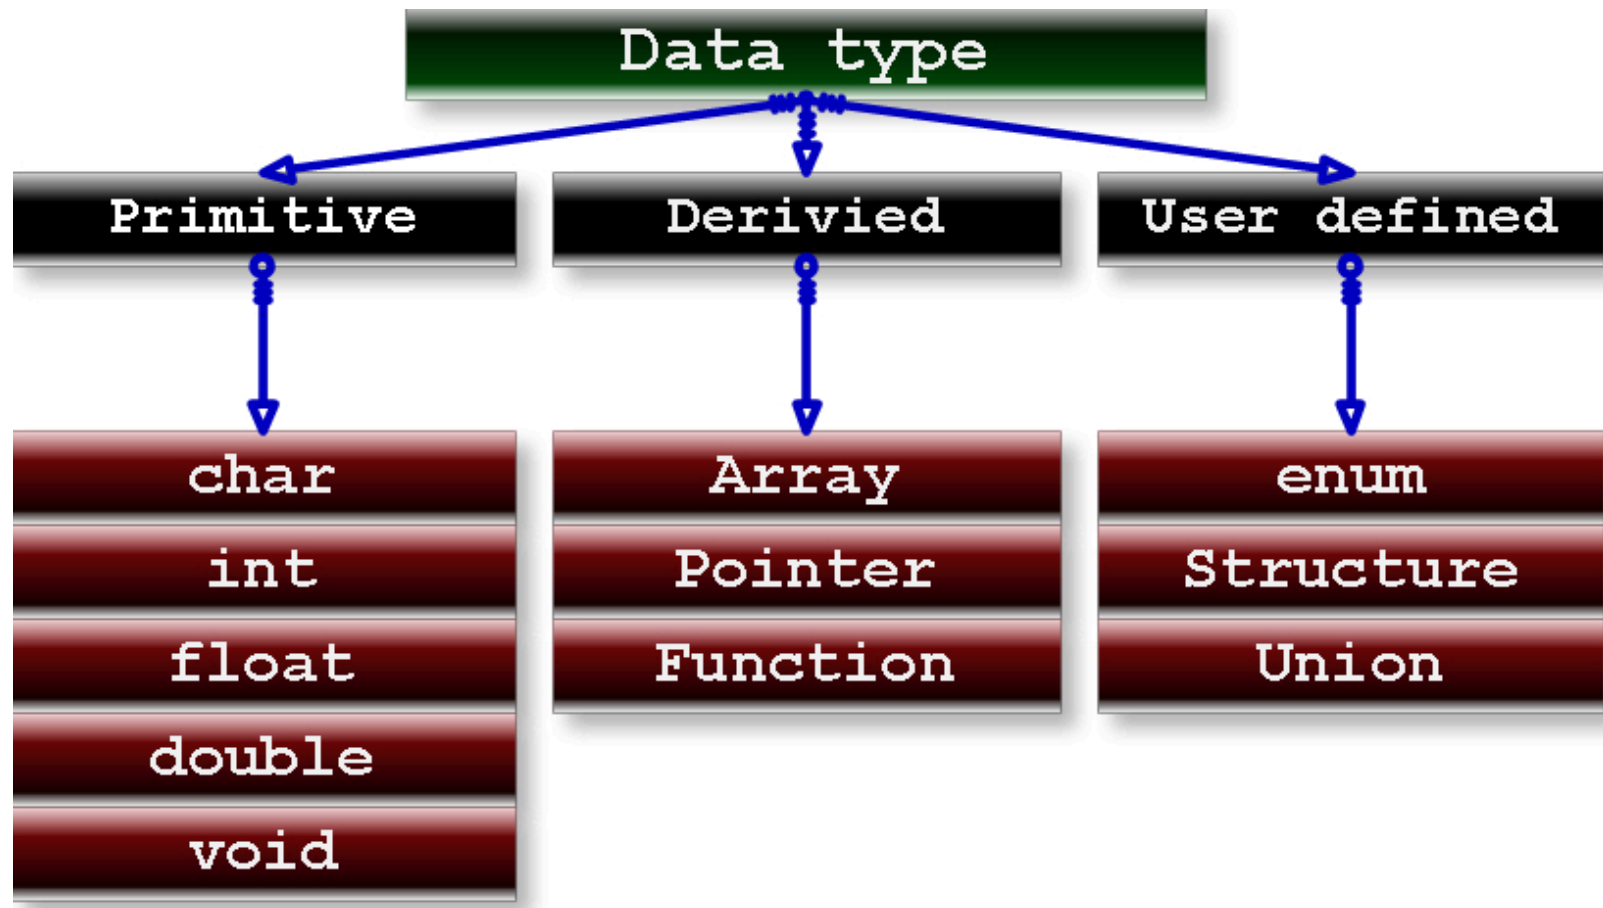 Data type
Primitive
Derivied
User defined
char
int
float
double
void
Array
Pointer
Function
enum
Structure
Union